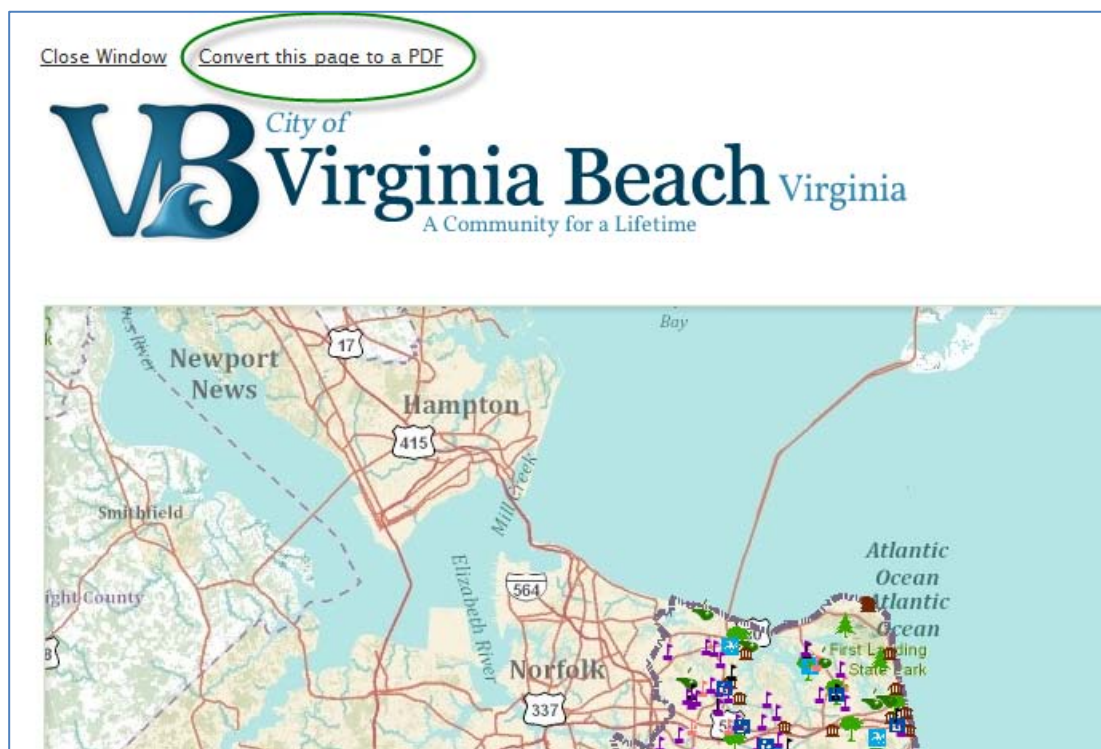 Close Window Convert this page to a PDF
VB
City of
Virginia Beach Virginia
A Community for a Lifetime
Bay
17
Newport
News
Hampton
415
Mill Creek
Smithfield
Atlantic
Ocean
Atlantic
Ocean
564
Elizabeth River
ight County
First Landing
State Park
Norfolk
337